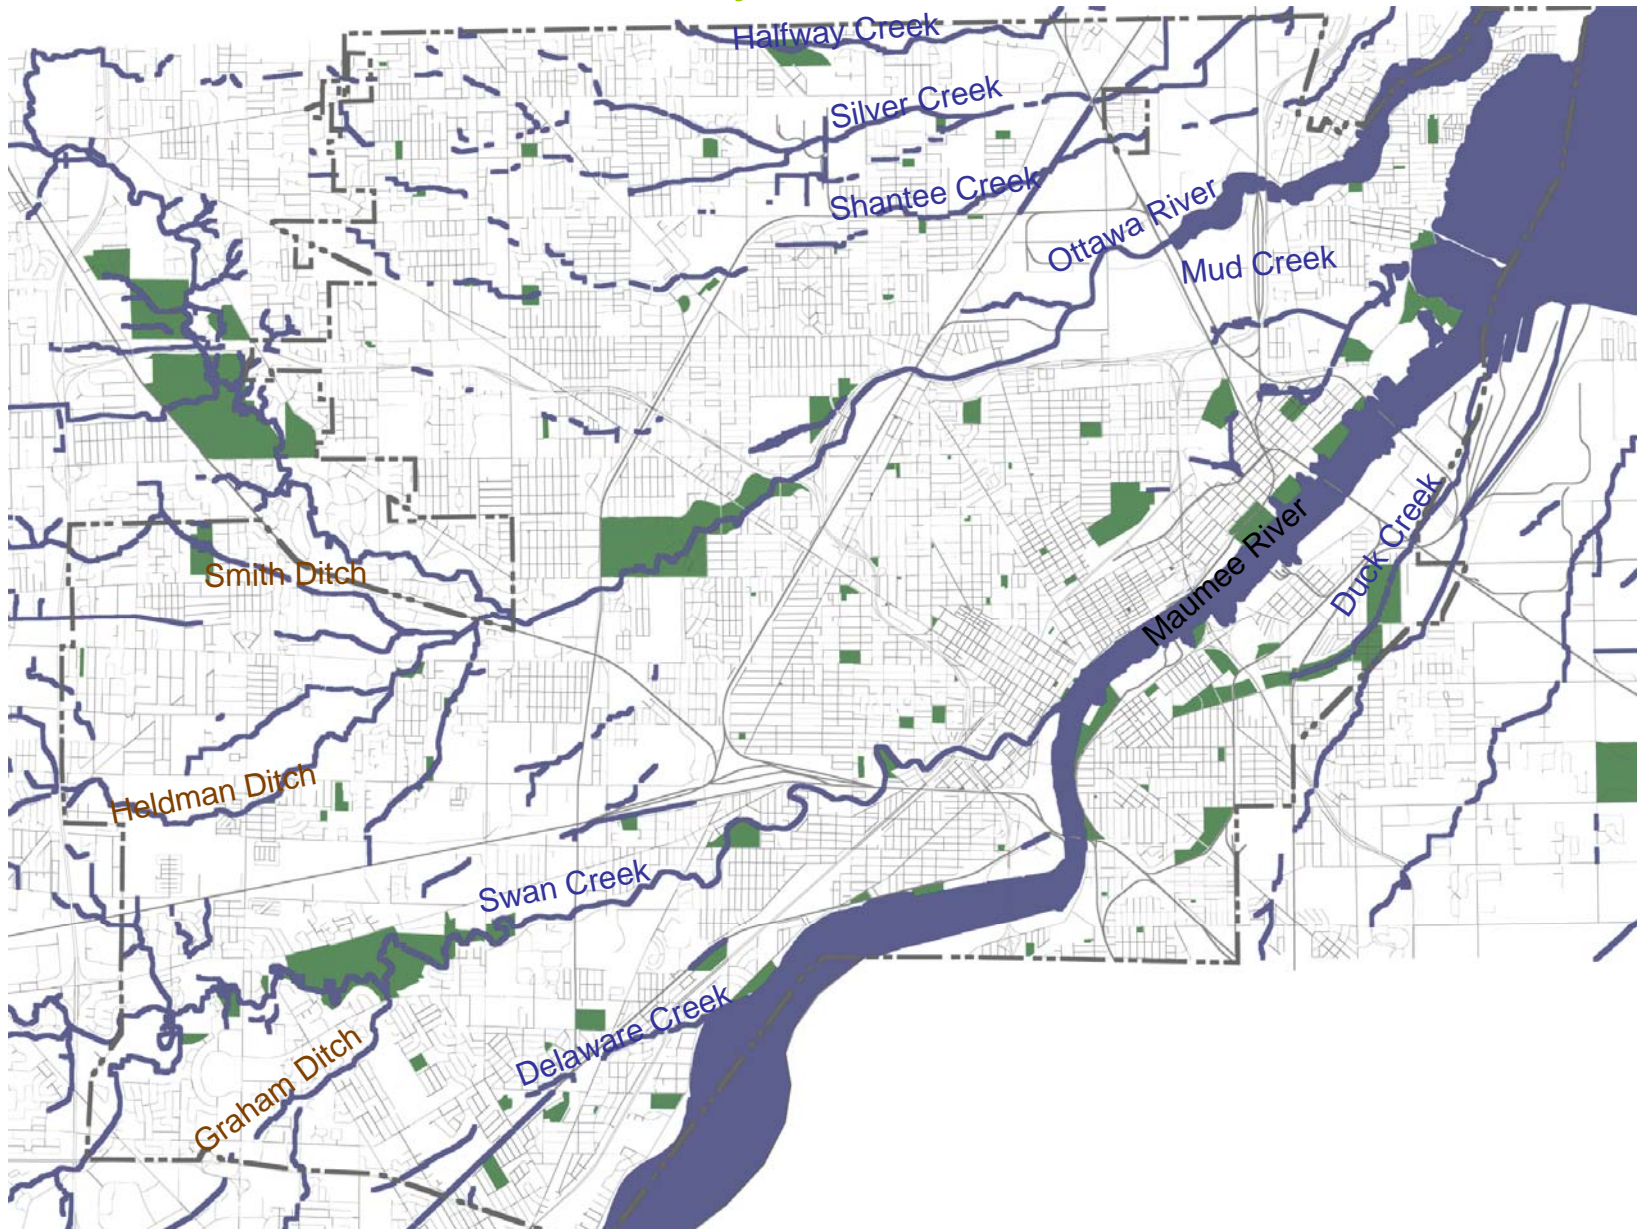 Halfway Creek
Silver Creek
Shantee Creek
Ottawa River
Mud Creek
Maumee River
Duck Creek
Smith Ditch
Heldman Ditch
Swan Creek
Delaware Creek
Graham Ditch